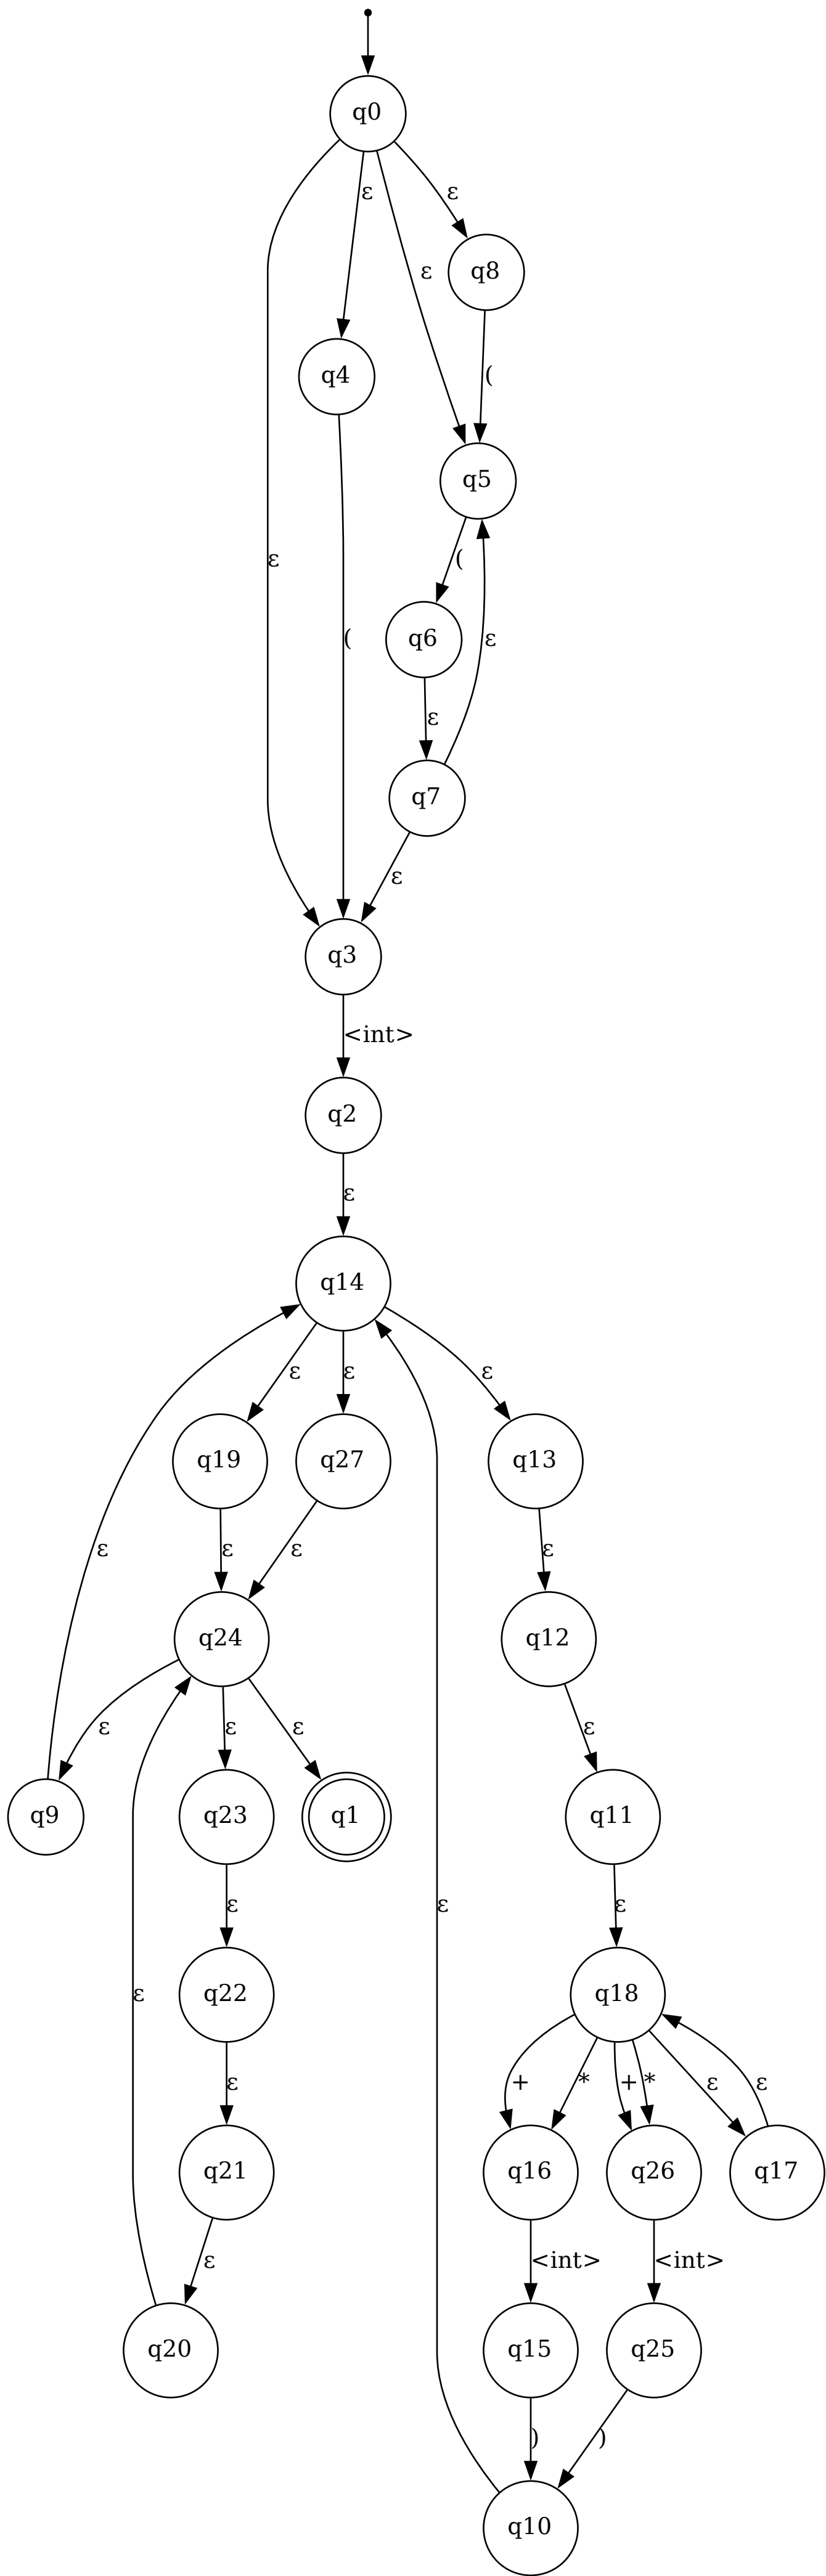 q0
ε
ε
q8
ε
q4
(
q5
ε
(
q6
(
ε
ε
q7
ε
q3
<int>
q2
ε
q14
ε
ε
ε
q19
q27
q13
ε
ε
ε
ε
q24
q12
ε
ε
ε
ε
q9
q23
q1
q11
ε
ε
ε
ε
q22
q18
ε
+
*
+
*
ε
ε
q21
q16
q26
q17
ε
<int>
<int>
q20
q15
q25
)
)
q10